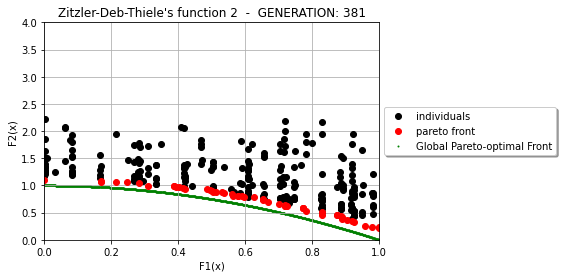 Zitzler-Deb-Thiele's function 2 - GENERATION: 381
4.0
3.5
3.0
2.5
2.0
1.5
1.0
0.5
0.0
F2(x)
0.0 0.2 0.4 0.6 0.8 1.0
F1(x)
individuals
pareto front
Global Pareto-optimal Front